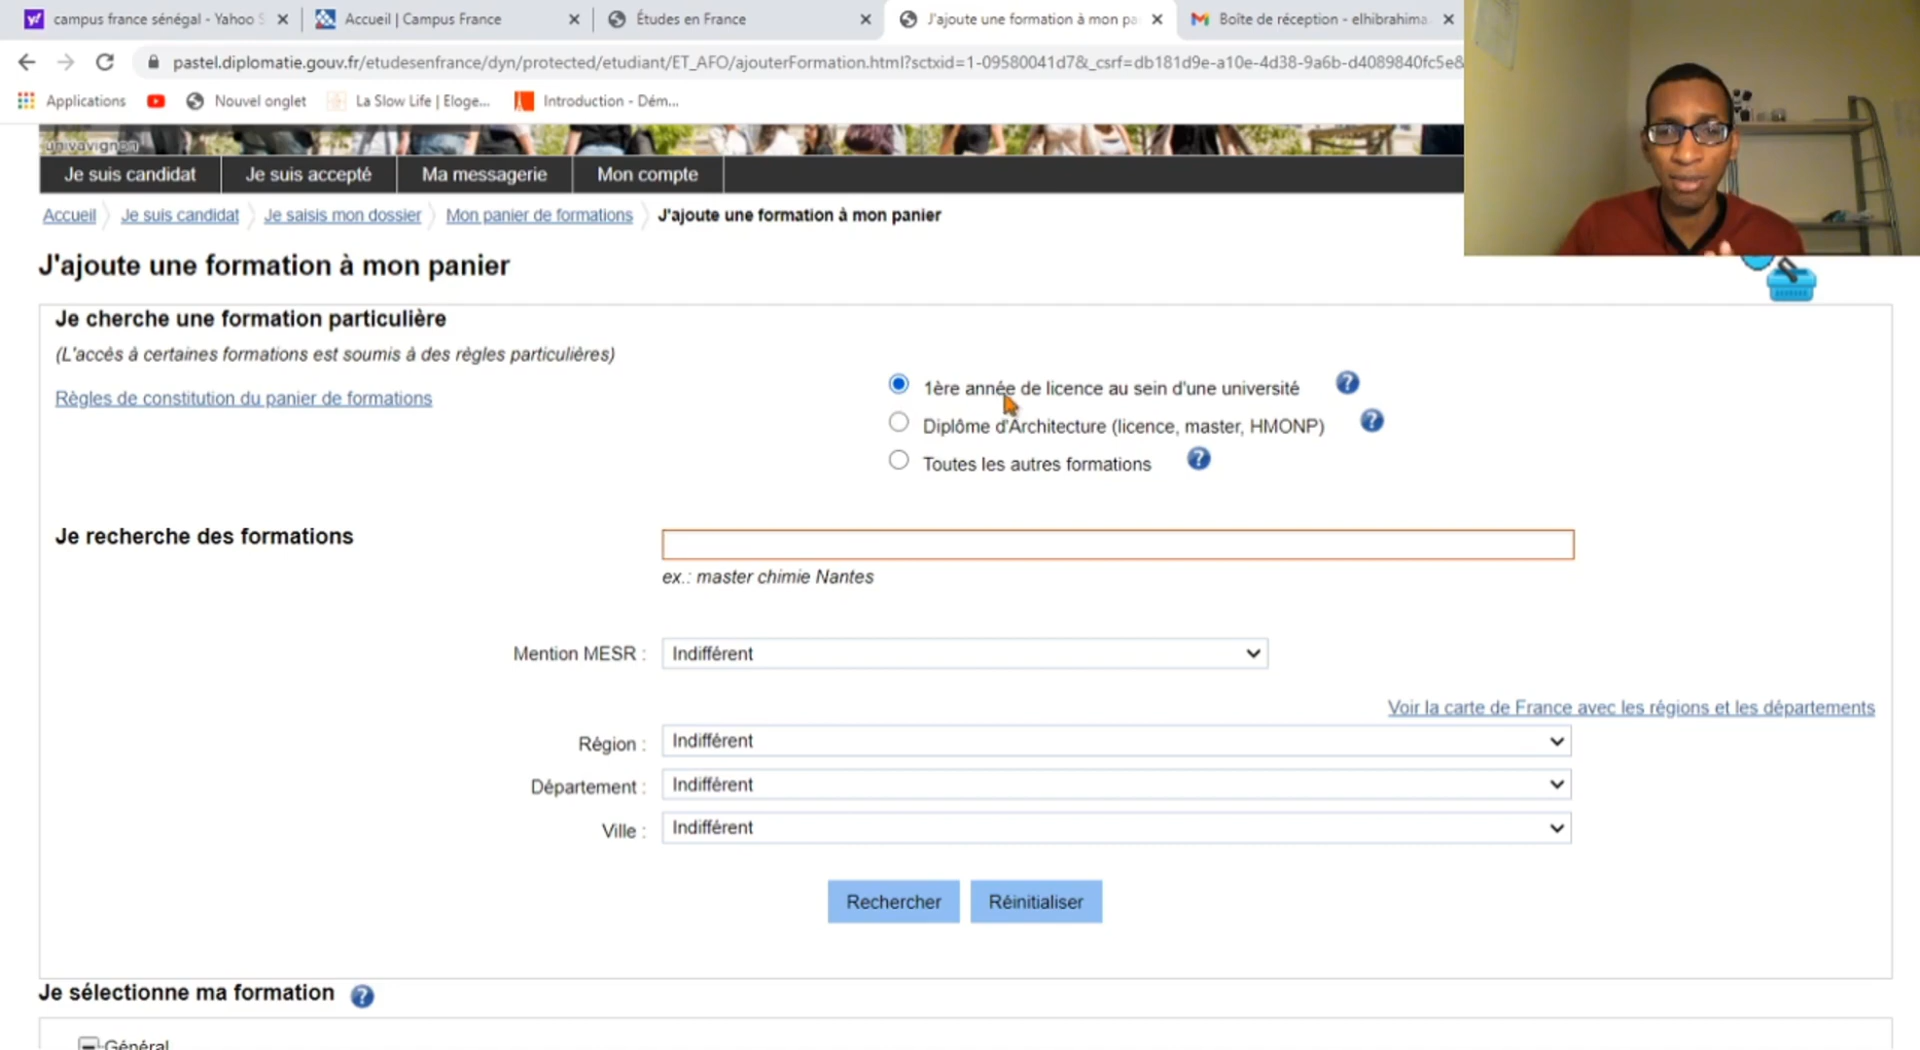 campus france sénégal - Yahoo S
Accueil | Campus France
Études en France
J'ajoute une formation à mon pa
Boîte de réception - elhibrahima
pastel.diplomatie.gouv.fr/etudesenfrance/dyn/protected/etudiant/ET_AFO/ajouterFormation.html?sctxid=1-09580041d7&_csrf=db181d9e-a10e-4d38-9a6b-d4089840fc5e&
Applications
Nouvel onglet
La Slow Life | Eloge...
Introduction - Dém...
univavignon
Je suis candidat
Je suis accepté
Ma messagerie
Mon compte
Accueil
Je suis candidat
Je saisis mon dossier
Mon panier de formations
J'ajoute une formation à mon panier
J'ajoute une formation à mon panier
Je cherche une formation particulière
(L'accès à certaines formations est soumis à des règles particulières)
Règles de constitution du panier de formations
1ère année de licence au sein d'une université
Diplôme d'Architecture (licence, master, HMONP)
Toutes les autres formations
Je recherche des formations
ex.: master chimie Nantes
Mention MESR : Indifférent
Voir la carte de France avec les régions et les départements
Région : Indifférent
Département : Indifférent
Ville : Indifférent
Rechercher
Réinitialiser
Je sélectionne ma formation
Général